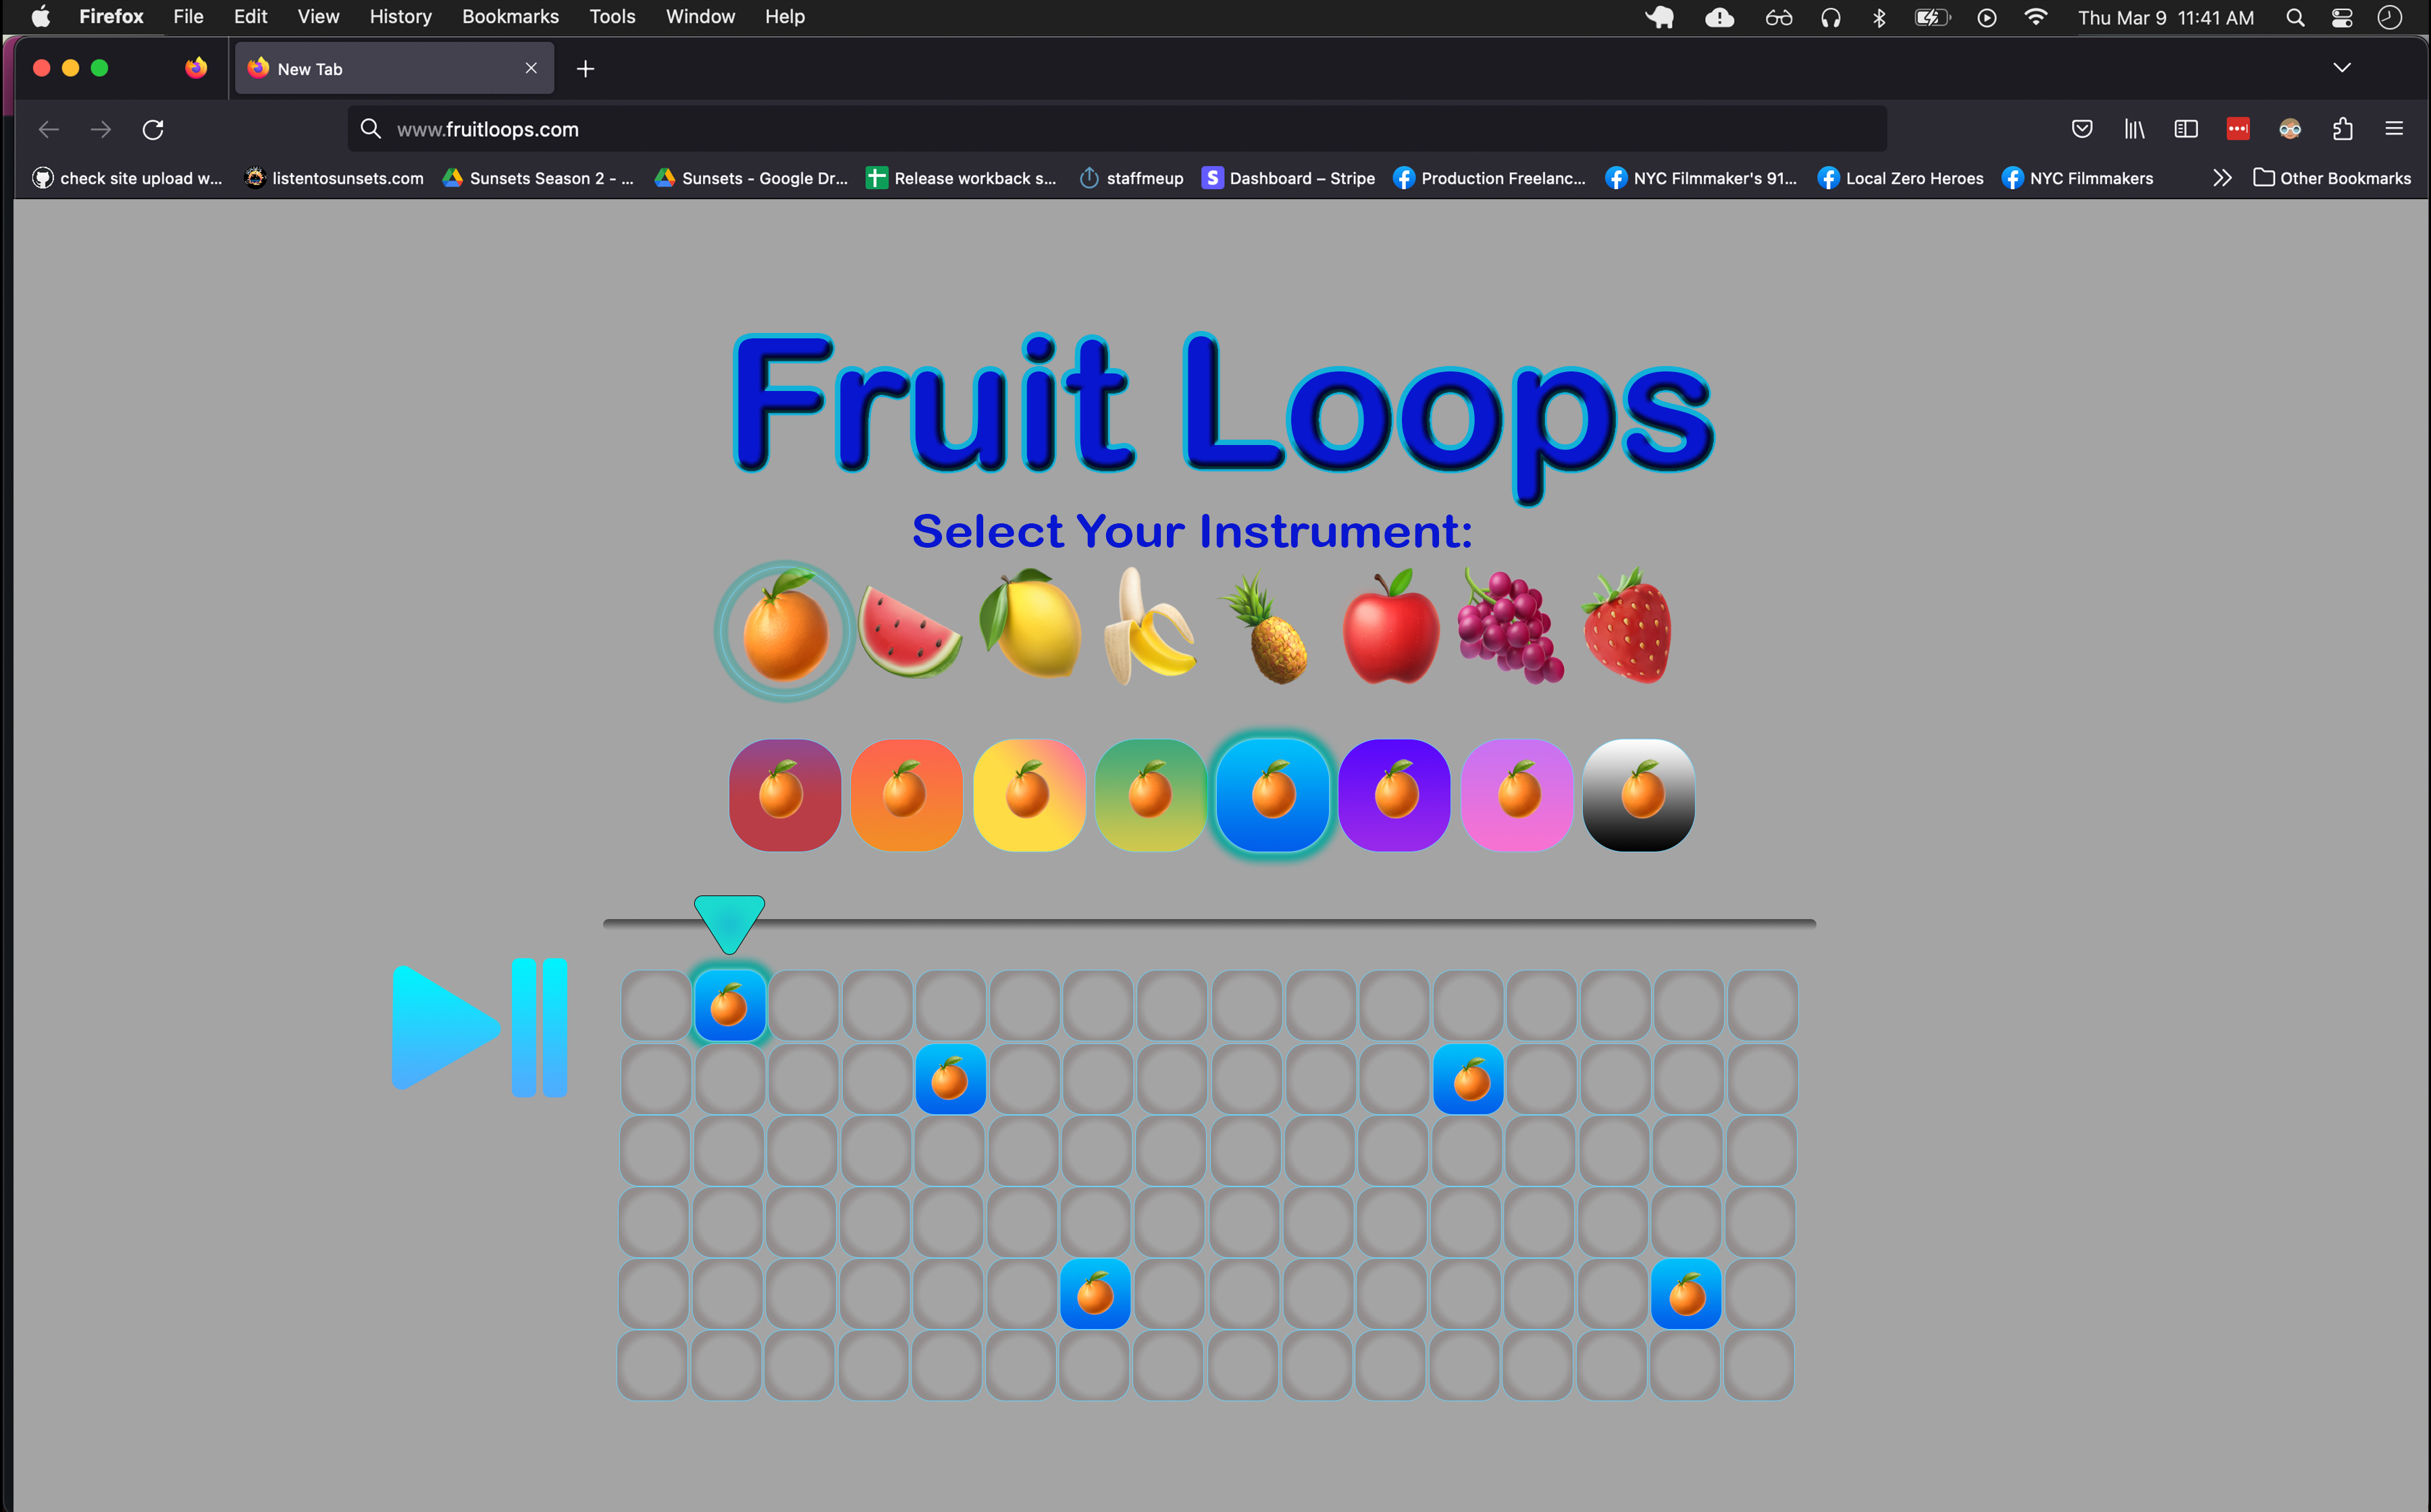 Firefox File Edit View History Bookmarks Tools Window Help Thu Mar 9 11:41 AM
New Tab
www.fruitloops.com
check site upload w... listentosunsets.com Sunsets Season 2 - ... Sunsets - Google Dr... Release workback s... staffmeup S Dashboard – Stripe Production Freelanc... NYC Filmmaker's 91... Local Zero Heroes NYC Filmmakers Other Bookmarks
Fruit Loops
Select Your Instrument: